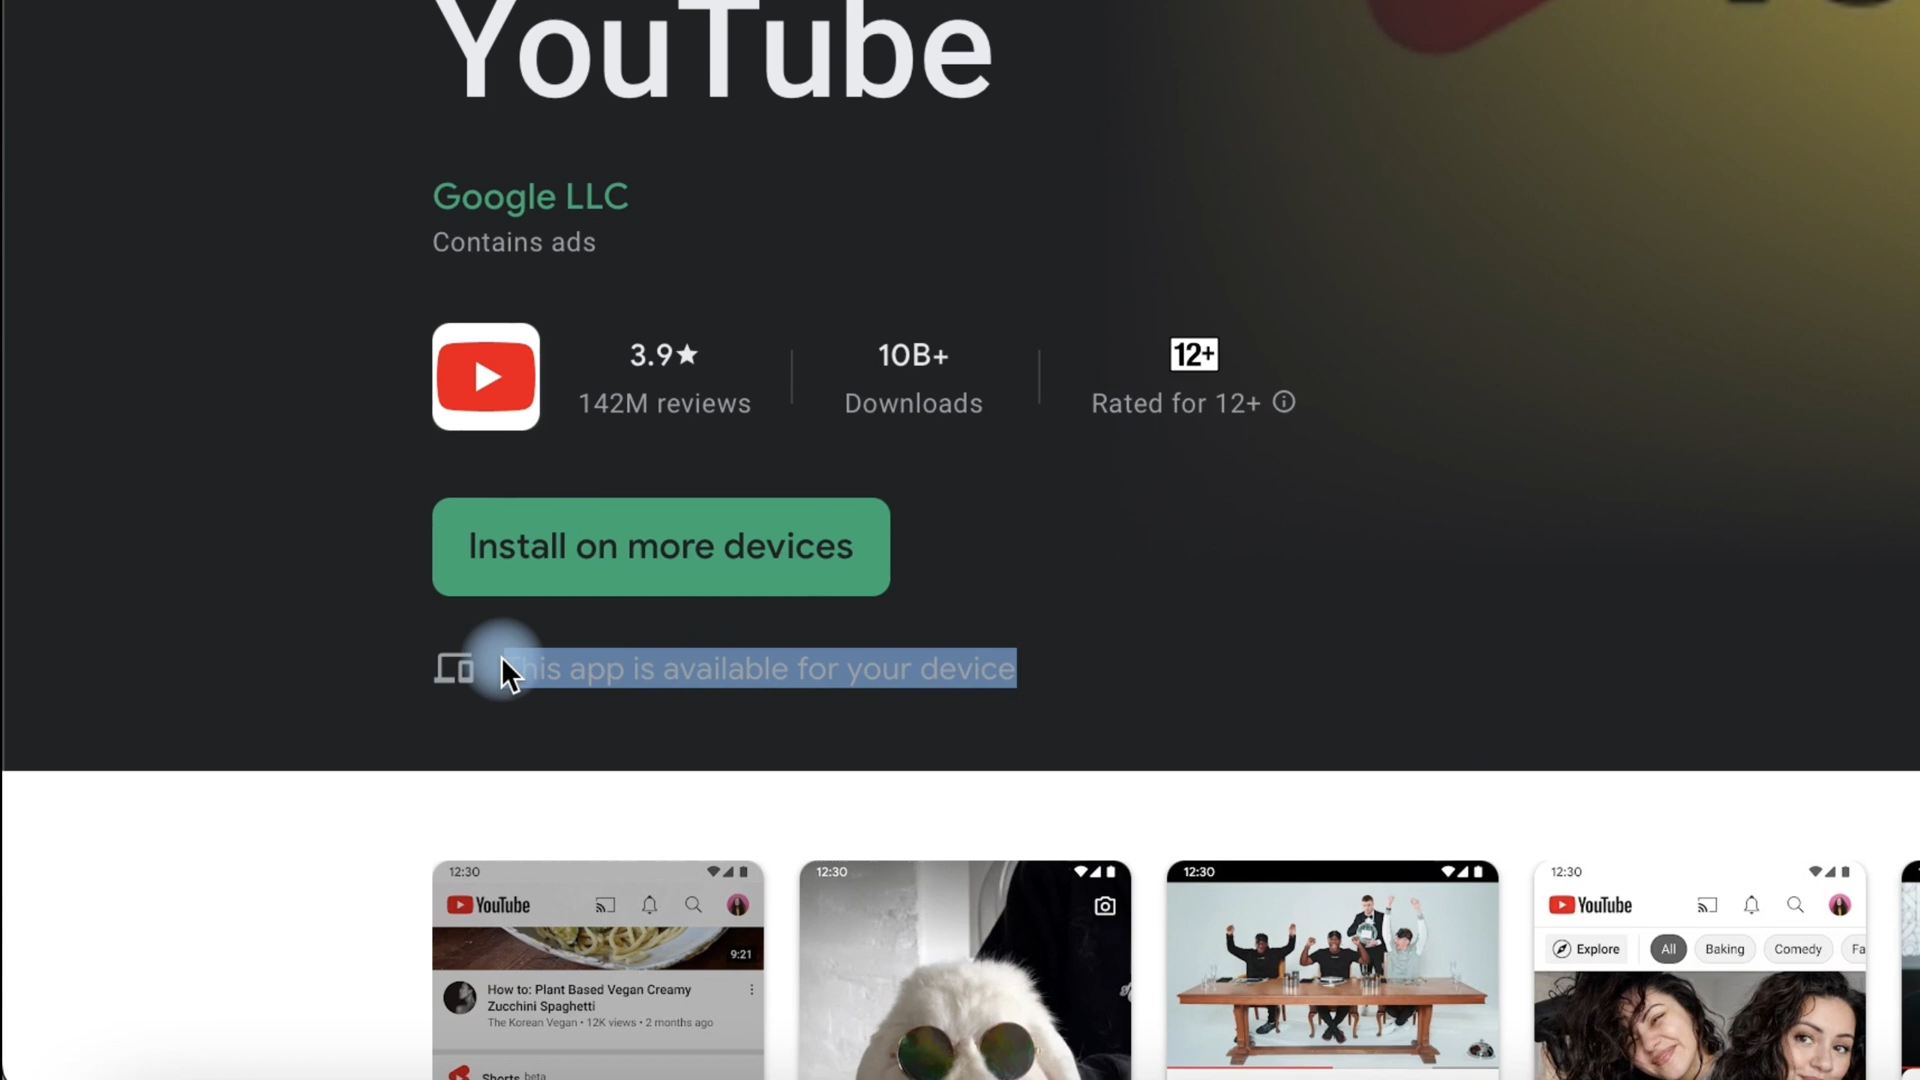 YouTube
Google LLC
Contains ads
3.9★
142M reviews
10B+
Downloads
12+
Rated for 12+
Install on more devices
This app is available for your device
12:30
YouTube
9:21
How to: Plant Based Vegan Creamy
Zucchini Spaghetti
The Korean Vegan • 12K views • 2 months ago
Shorts beta
12:30
12:30
12:30
YouTube
Explore
All
Baking
Comedy
Fa